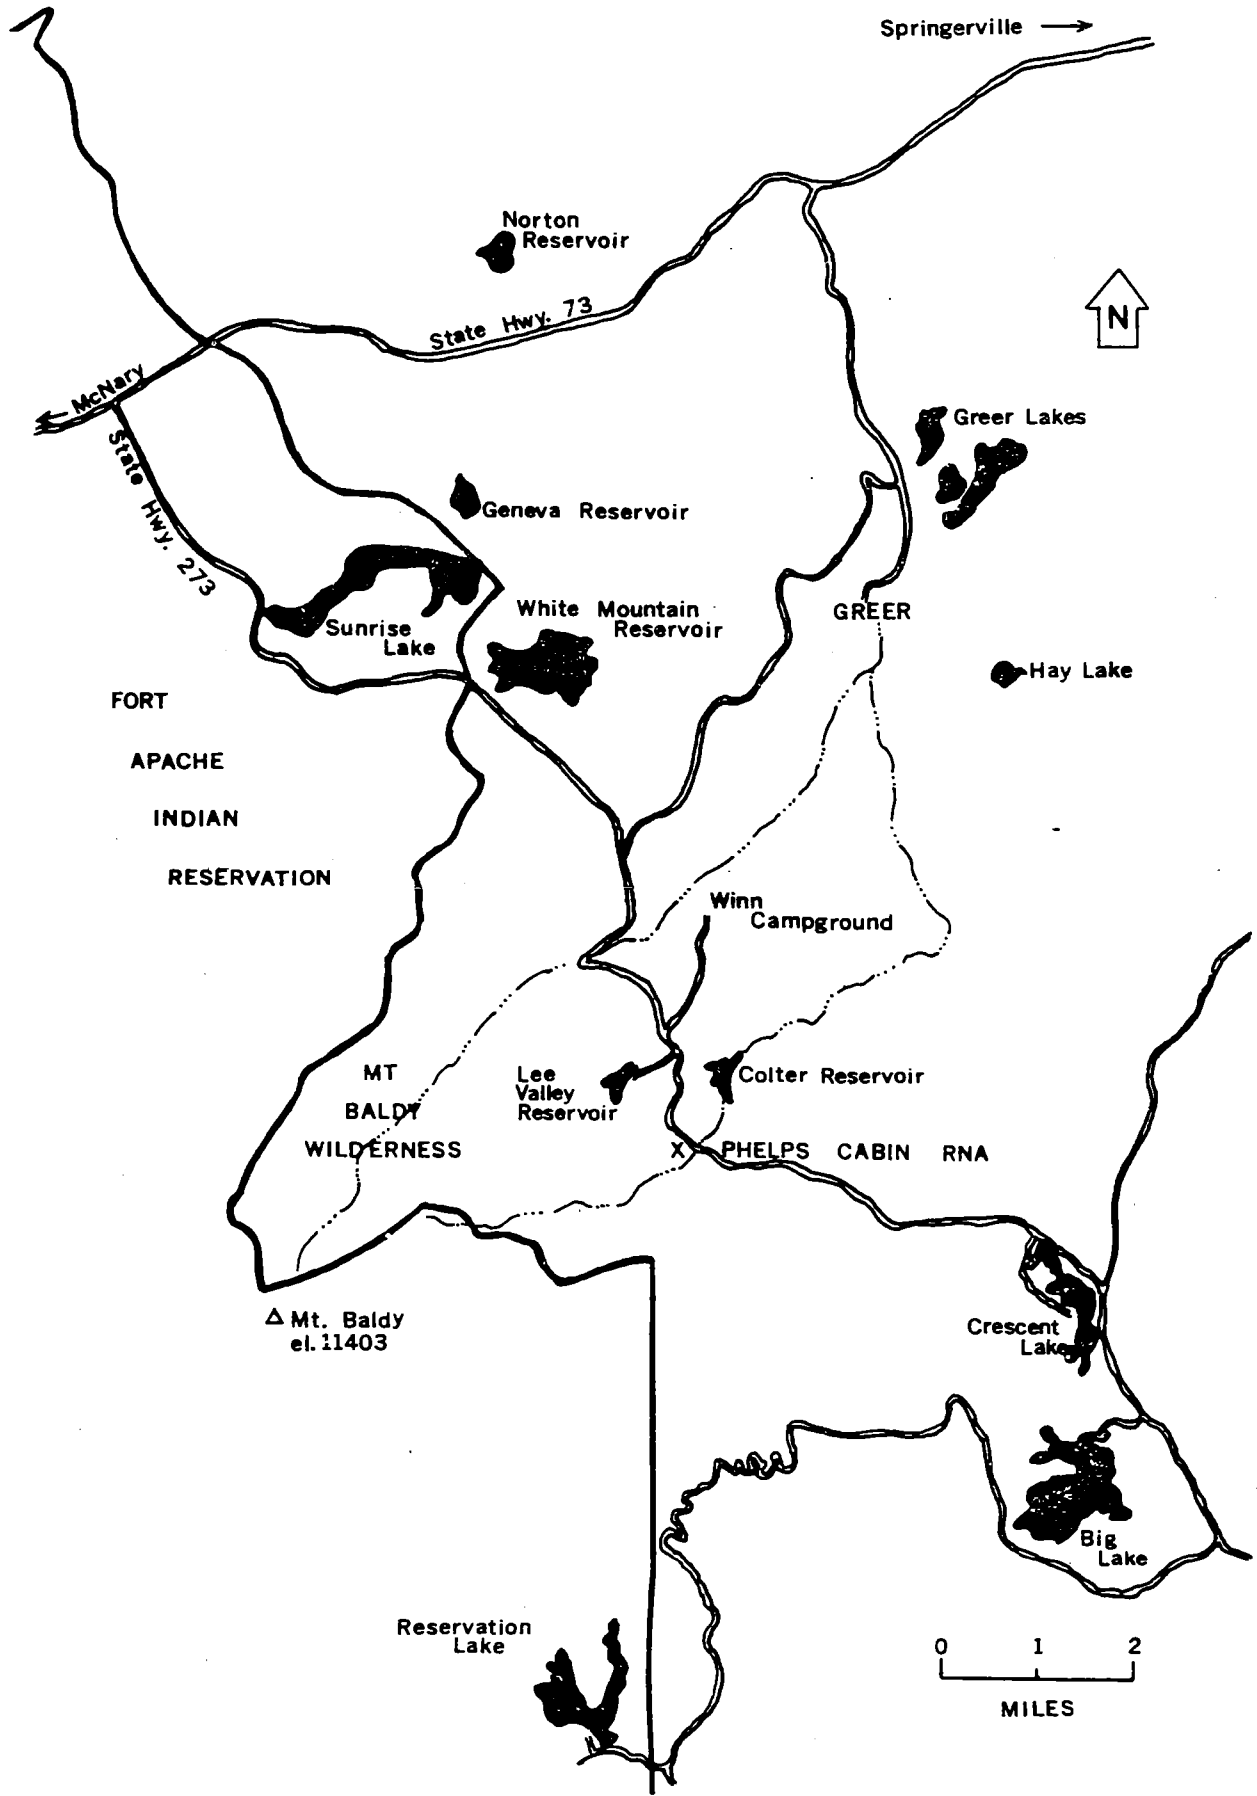 Springerville
Norton
Reservoir
State Hwy. 73
N
McNary
Greer Lakes
State Hwy. 273
Geneva Reservoir
White Mountain
Reservoir
GREER
Sunrise
Lake
Hay Lake
FORT
APACHE
INDIAN
RESERVATION
Winn
Campground
MT
BALDY
WILDERNESS
Lee
Valley
Reservoir
Colter Reservoir
X PHELPS CABIN RNA
Mt. Baldy
el. 11403
Crescent
Lake
Big
Lake
Reservation
Lake
0 1 2
MILES